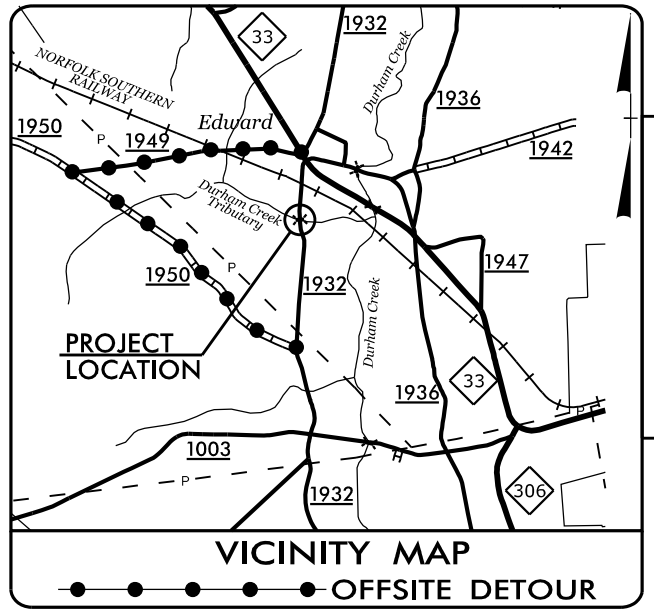 1932
33
Durham Creek
NORFOLK SOUTHERN
RAILWAY
1936
1950
1949
P
Edward
1942
Durham Creek
Tributary
P
1950
1932
1947
Durham Creek
PROJECT
LOCATION
1936
33
P
1003
P
1932
306
VICINITY MAP
OFFSITE DETOUR